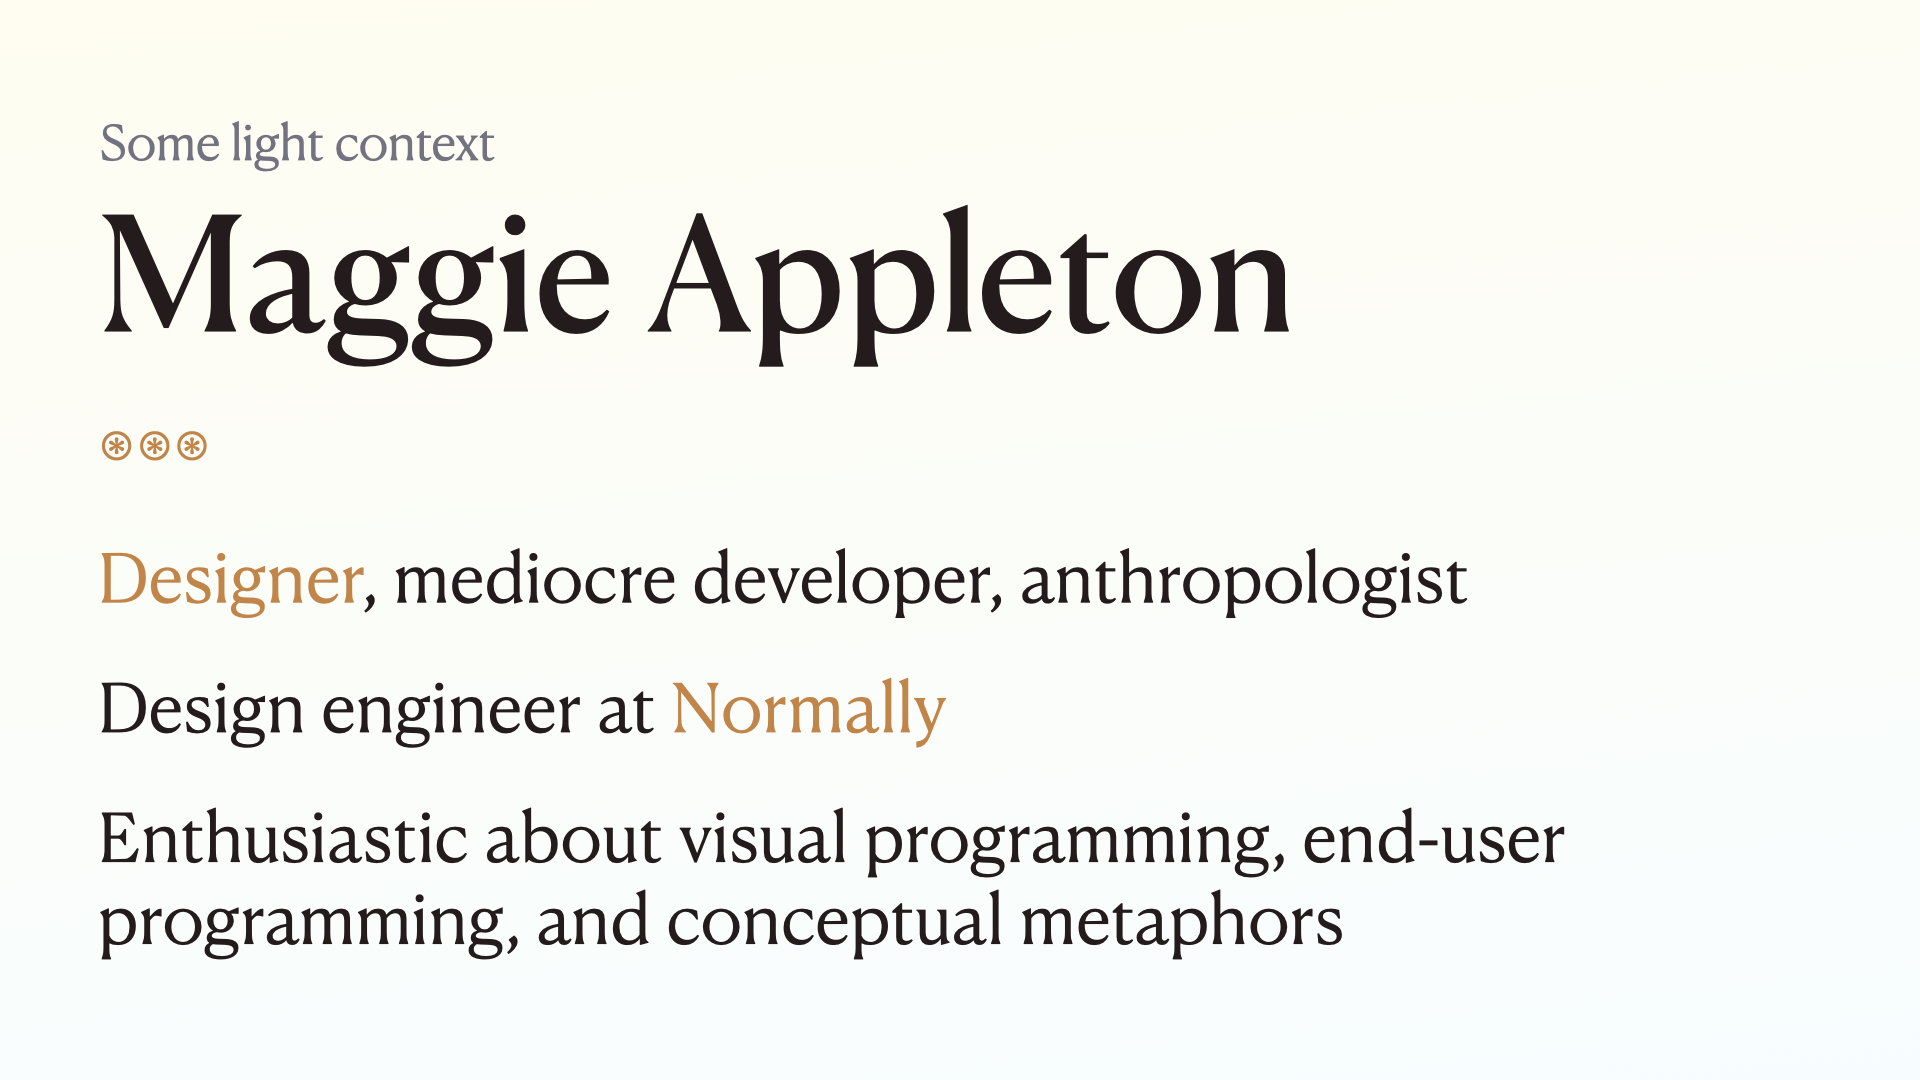 Some light context
Maggie Appleton
⊛⊛⊛
Designer, mediocre developer, anthropologist
Design engineer at Normally
Enthusiastic about visual programming, end-user
programming, and conceptual metaphors